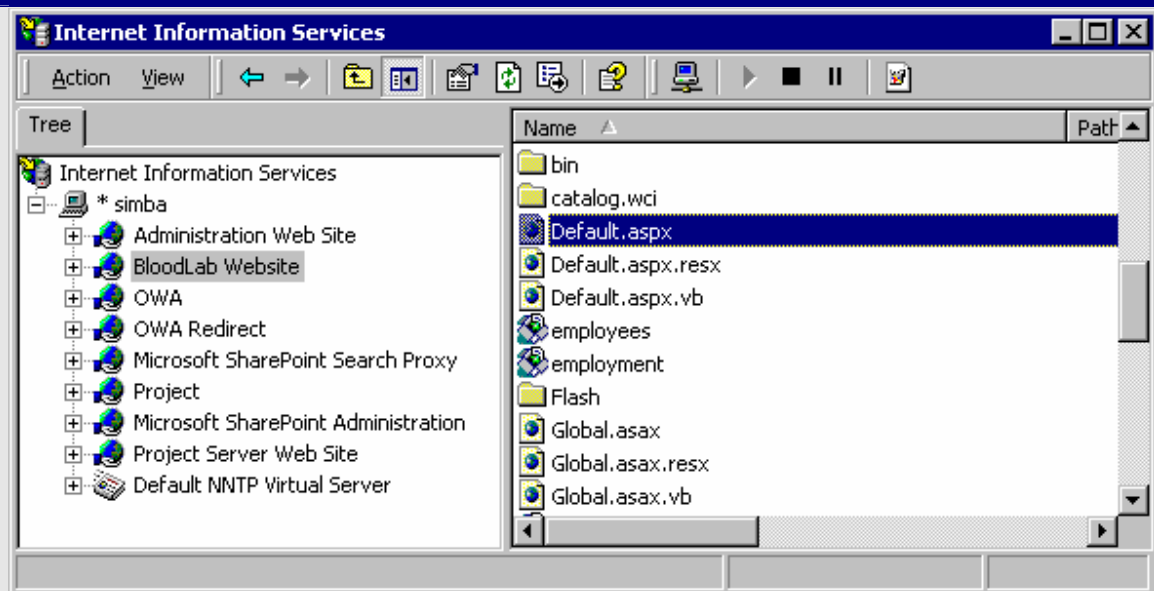 Internet Information Services
Action View
Tree
Internet Information Services
* simba
Administration Web Site
BloodLab Website
OWA
OWA Redirect
Microsoft SharePoint Search Proxy
Project
Microsoft SharePoint Administration
Project Server Web Site
Default NNTP Virtual Server
Name Path
bin
catalog.wci
Default.aspx
Default.aspx.resx
Default.aspx.vb
employees
employment
Flash
Global.asax
Global.asax.resx
Global.asax.vb